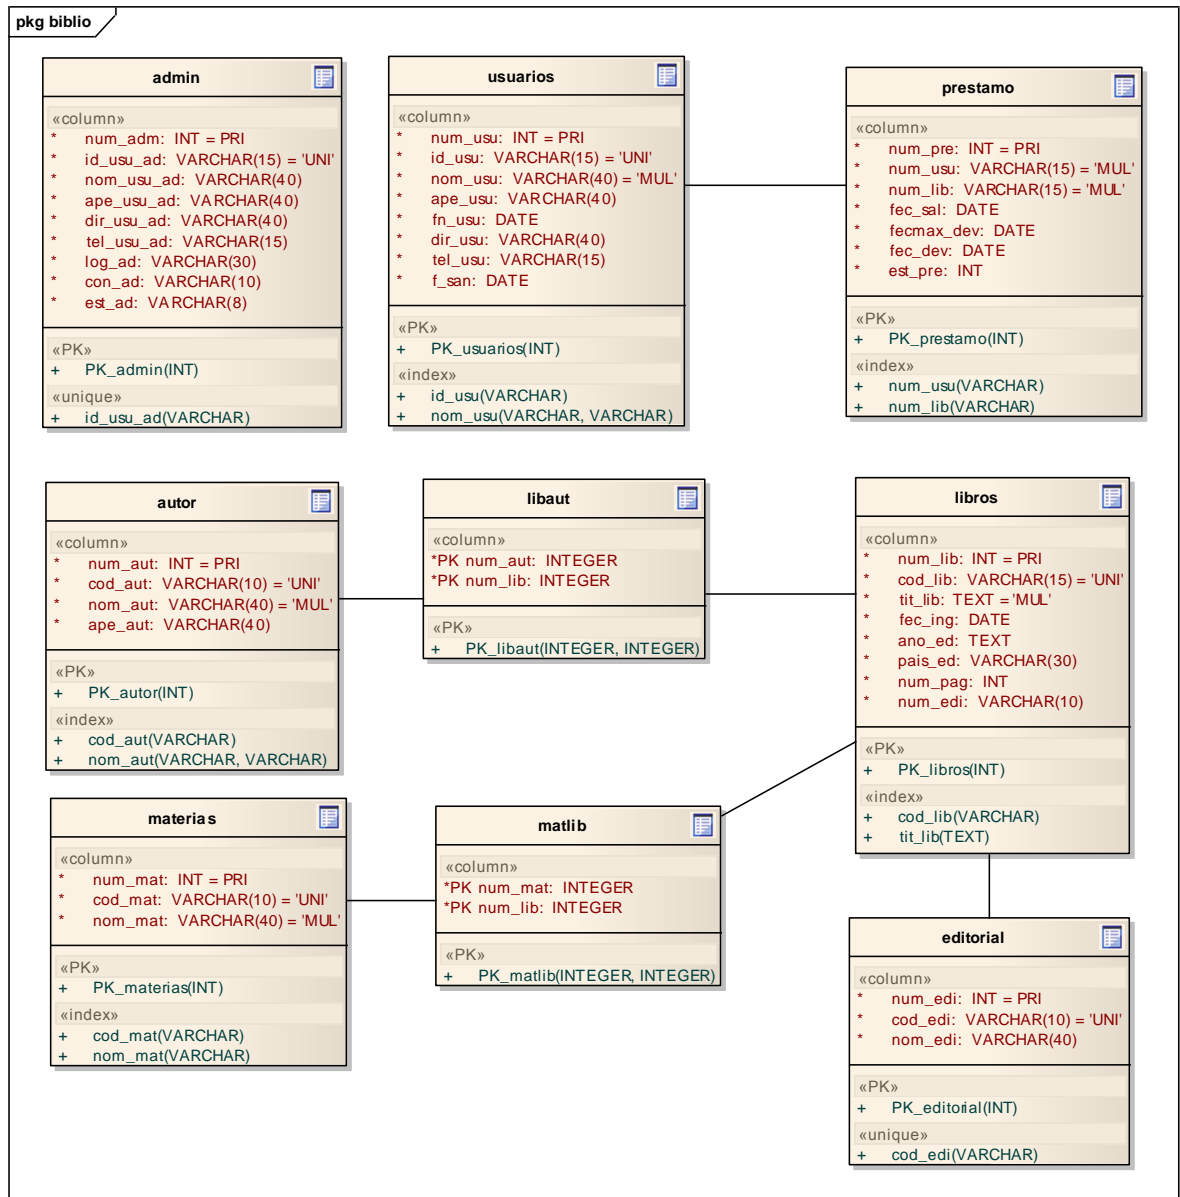 pkg biblio
admin
«column»
* num_adm: INT = PRI
* id_usu_ad: VARCHAR(15) = 'UNI'
* nom_usu_ad: VARCHAR(40)
* ape_usu_ad: VARCHAR(40)
* dir_usu_ad: VARCHAR(40)
* tel_usu_ad: VARCHAR(15)
* log_ad: VARCHAR(30)
* con_ad: VARCHAR(10)
* est_ad: VARCHAR(8)
«PK»
+ PK_admin(INT)
«unique»
+ id_usu_ad(VARCHAR)
usuarios
«column»
* num_usu: INT = PRI
* id_usu: VARCHAR(15) = 'UNI'
* nom_usu: VARCHAR(40) = 'MUL'
* ape_usu: VARCHAR(40)
* fn_usu: DATE
* dir_usu: VARCHAR(40)
* tel_usu: VARCHAR(15)
* f_san: DATE
«PK»
+ PK_usuarios(INT)
«index»
+ id_usu(VARCHAR)
+ nom_usu(VARCHAR, VARCHAR)
prestamo
«column»
* num_pre: INT = PRI
* num_usu: VARCHAR(15) = 'MUL'
* num_lib: VARCHAR(15) = 'MUL'
* fec_sal: DATE
* fecmax_dev: DATE
* fec_dev: DATE
* est_pre: INT
«PK»
+ PK_prestamo(INT)
«index»
+ num_usu(VARCHAR)
+ num_lib(VARCHAR)
autor
«column»
* num_aut: INT = PRI
* cod_aut: VARCHAR(10) = 'UNI'
* nom_aut: VARCHAR(40) = 'MUL'
* ape_aut: VARCHAR(40)
«PK»
+ PK_autor(INT)
«index»
+ cod_aut(VARCHAR)
+ nom_aut(VARCHAR, VARCHAR)
libaut
«column»
*PK num_aut: INTEGER
*PK num_lib: INTEGER
«PK»
+ PK_libaut(INTEGER, INTEGER)
libros
«column»
* num_lib: INT = PRI
* cod_lib: VARCHAR(15) = 'UNI'
* tit_lib: TEXT = 'MUL'
* fec_ing: DATE
* ano_ed: TEXT
* pais_ed: VARCHAR(30)
* num_pag: INT
* num_edi: VARCHAR(10)
«PK»
+ PK_libros(INT)
«index»
+ cod_lib(VARCHAR)
+ tit_lib(TEXT)
materias
«column»
* num_mat: INT = PRI
* cod_mat: VARCHAR(10) = 'UNI'
* nom_mat: VARCHAR(40) = 'MUL'
«PK»
+ PK_materias(INT)
«index»
+ cod_mat(VARCHAR)
+ nom_mat(VARCHAR)
matlib
«column»
*PK num_mat: INTEGER
*PK num_lib: INTEGER
«PK»
+ PK_matlib(INTEGER, INTEGER)
editorial
«column»
* num_edi: INT = PRI
* cod_edi: VARCHAR(10) = 'UNI'
* nom_edi: VARCHAR(40)
«PK»
+ PK_editorial(INT)
«unique»
+ cod_edi(VARCHAR)